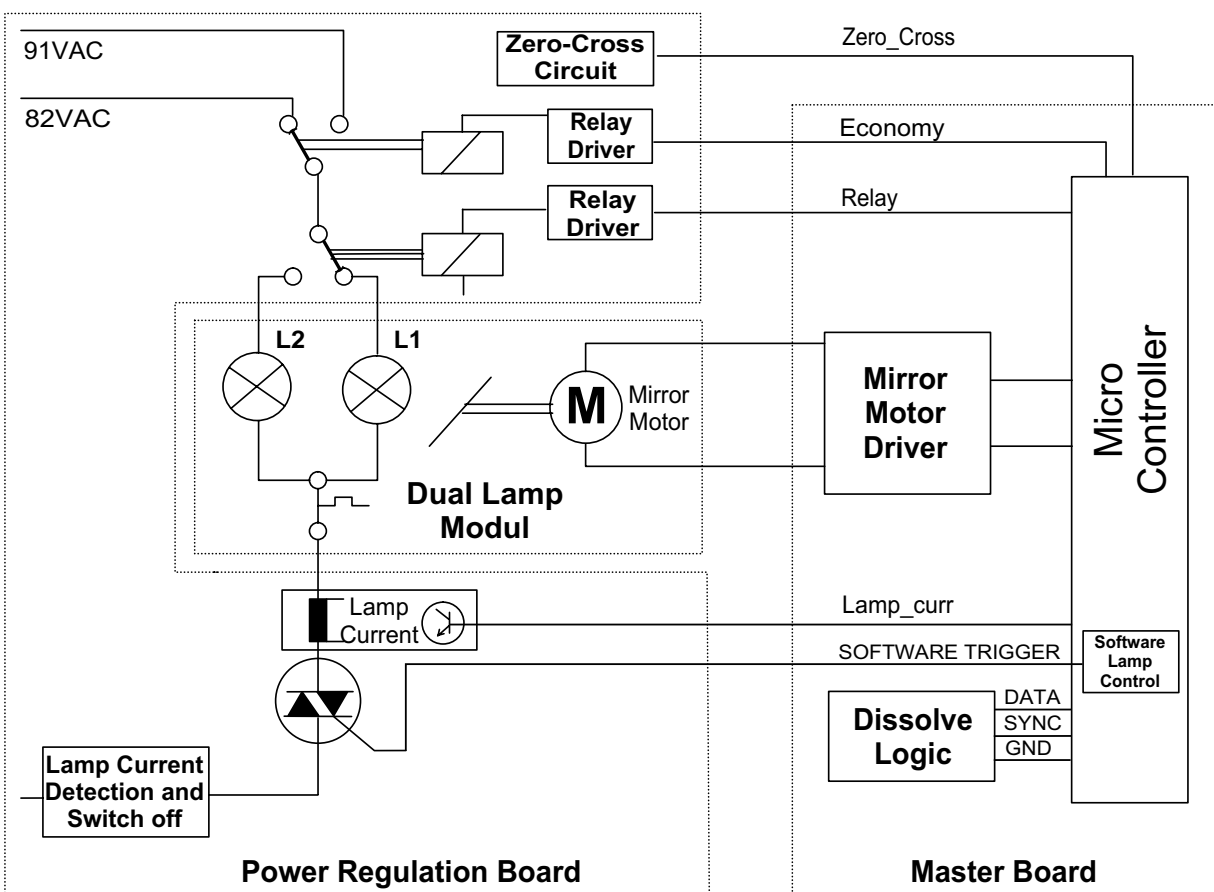 91VAC
82VAC
Zero-Cross
Circuit
Zero_Cross
Relay
Driver
Economy
Relay
Driver
Relay
L2
L1
M
Mirror
Motor
Mirror
Motor
Driver
Micro
Controller
Dual Lamp
Modul
Lamp
Current
Lamp_curr
SOFTWARE TRIGGER
Software
Lamp
Control
Dissolve
Logic
DATA
SYNC
GND
Lamp Current
Detection and
Switch off
Power Regulation Board
Master Board